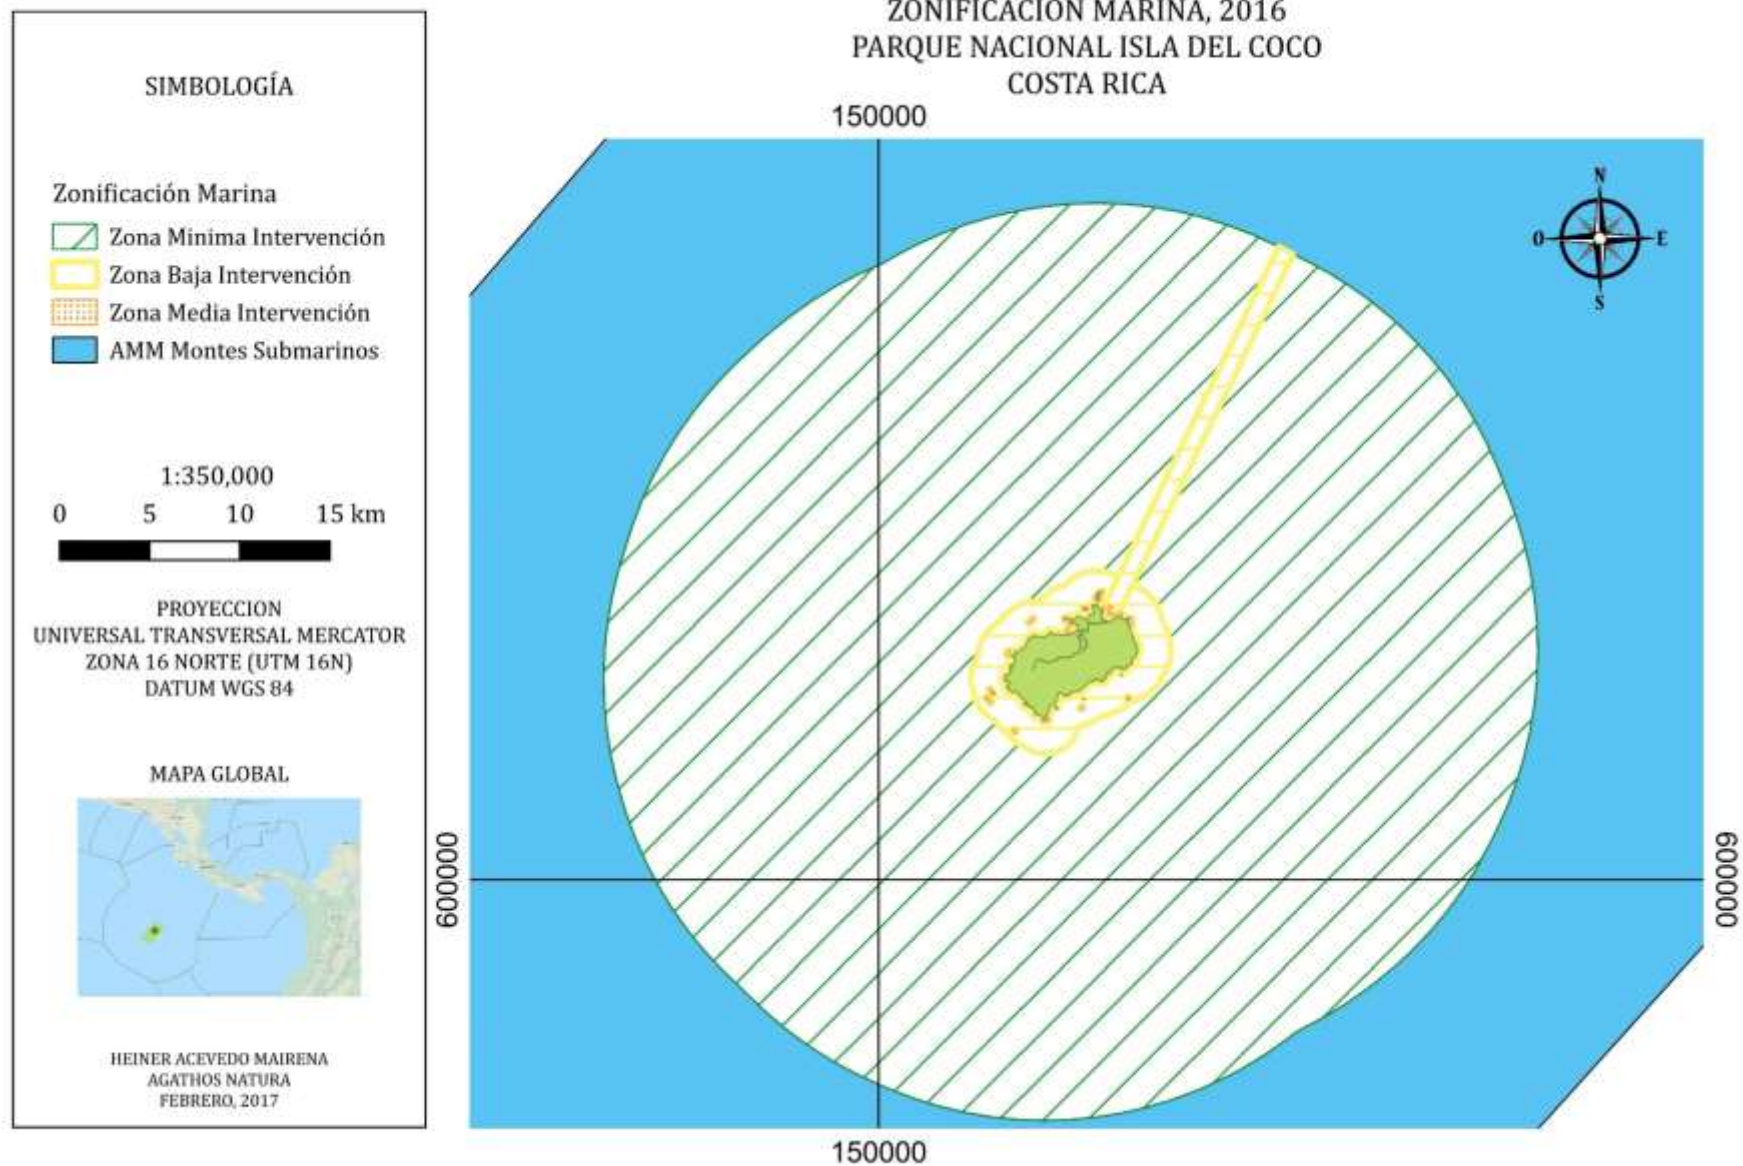 ZONIFICACIÓN MARINA, 2016
PARQUE NACIONAL ISLA DEL COCO
COSTA RICA
SIMBOLOGÍA
Zonificación Marina
Zona Minima Intervención
Zona Baja Intervención
Zona Media Intervención
AMM Montes Submarinos
1:350,000
0 5 10 15 km
PROYECCION
UNIVERSAL TRANSVERSAL MERCATOR
ZONA 16 NORTE (UTM 16N)
DATUM WGS 84
MAPA GLOBAL
HEINER ACEVEDO MAIRENA
AGATHOS NATURA
FEBRERO, 2017
150000
N
O E
S
600000
600000
150000